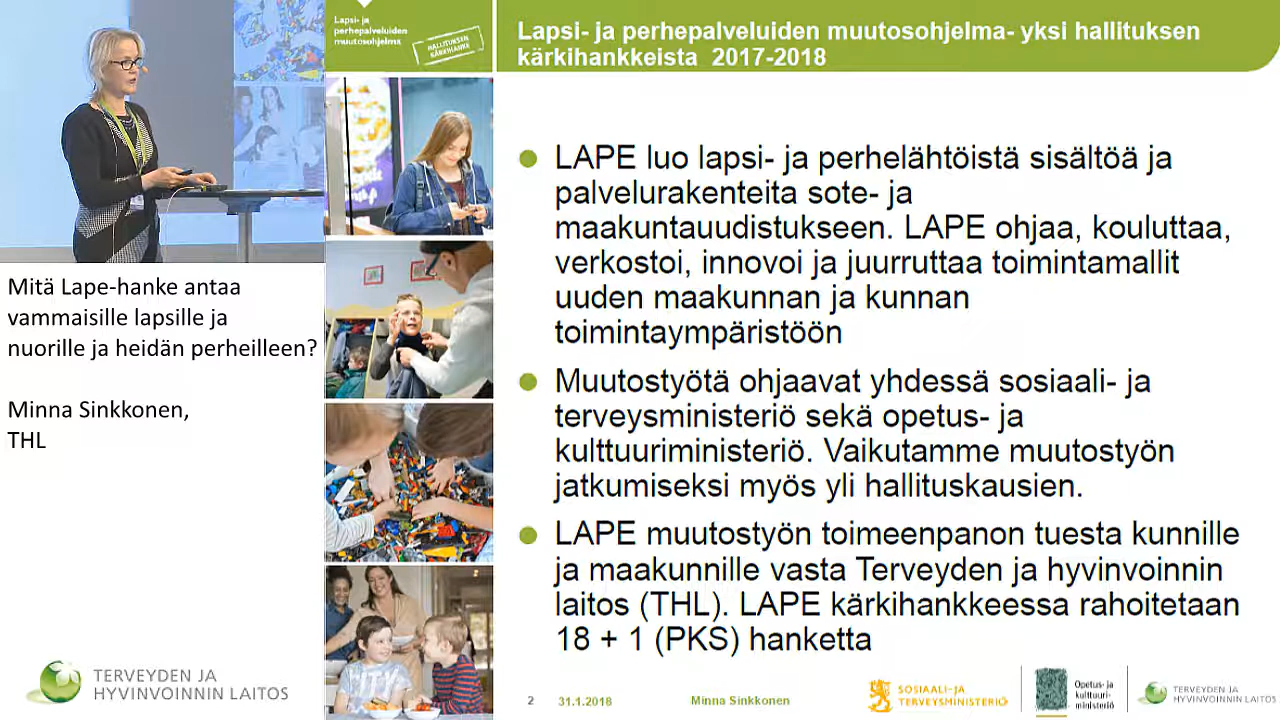 Lapsi- ja
perhepalveluiden
muutosohjelma
HALLITUKSEN
KÄRKIHANKE
Lapsi- ja perhepalveluiden muutosohjelma- yksi hallituksen
kärkihankkeista 2017-2018
Mitä Lape-hanke antaa
vammaisille lapsille ja
nuorille ja heidän perheilleen?
Minna Sinkkonen,
THL
LAPE luo lapsi- ja perhelähtöistä sisältöä ja
palvelurakenteita sote- ja
maakuntauudistukseen. LAPE ohjaa, kouluttaa,
verkostoi, innovoi ja juurruttaa toimintamallit
uuden maakunnan ja kunnan
toimintaympäristöön
Muutostyötä ohjaavat yhdessä sosiaali- ja
terveysministeriö sekä opetus- ja
kulttuuriministeriö. Vaikutamme muutostyön
jatkumiseksi myös yli hallituskausien.
LAPE muutostyön toimeenpanon tuesta kunnille
ja maakunnille vasta Terveyden ja hyvinvoinnin
laitos (THL). LAPE kärkihankkeessa rahoitetaan
18 + 1 (PKS) hanketta
TERVEYDEN JA
HYVINVOINNIN LAITOS
2
31.1.2018
Minna Sinkkonen
SOSIAALI- JA
TERVEYSMINISTERIÖ
Opetus- ja
kulttuuri-
ministeriö
TERVEYDEN JA
HYVINVOINNIN LAITOS